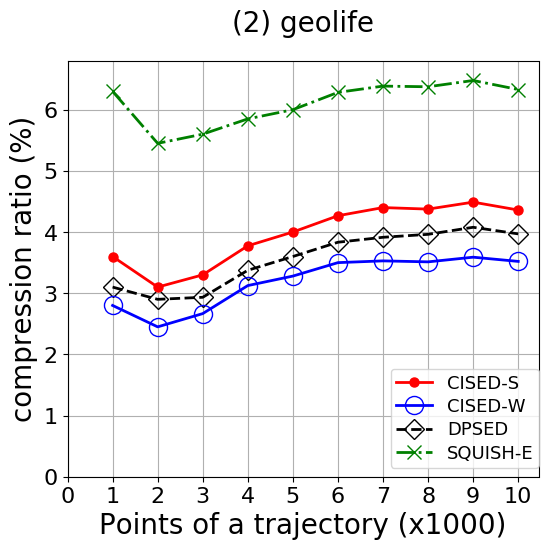 (2) geolife
compression ratio (%)
6
5
4
3
2
1
0
0 1 2 3 4 5 6 7 8 9 10
Points of a trajectory (x1000)
CISED-S
CISED-W
DPSED
SQUISH-E